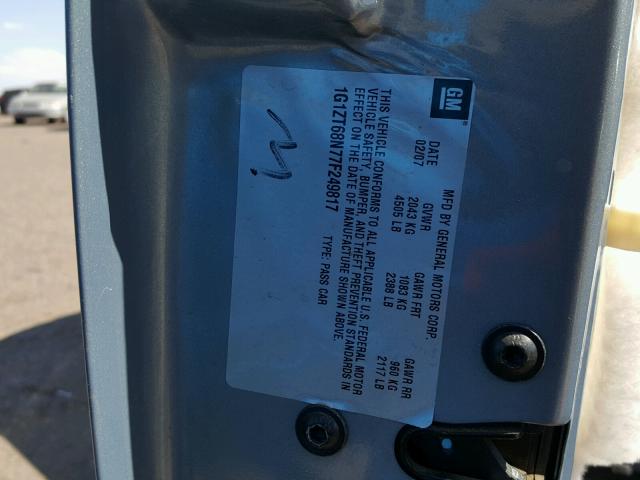 GM
MFD BY GENERAL MOTORS CORP.
DATE GVWR GAWR FRT GAWR RR
02/07 2043 KG 1083 KG 960 KG
4505 LB 2388 LB 2117 LB
THIS VEHICLE CONFORMS TO ALL APPLICABLE U.S. FEDERAL MOTOR
VEHICLE SAFETY, BUMPER, AND THEFT PREVENTION STANDARDS IN
EFFECT ON THE DATE OF MANUFACTURE SHOWN ABOVE.
1G1ZT68N77F249817 TYPE: PASS CAR